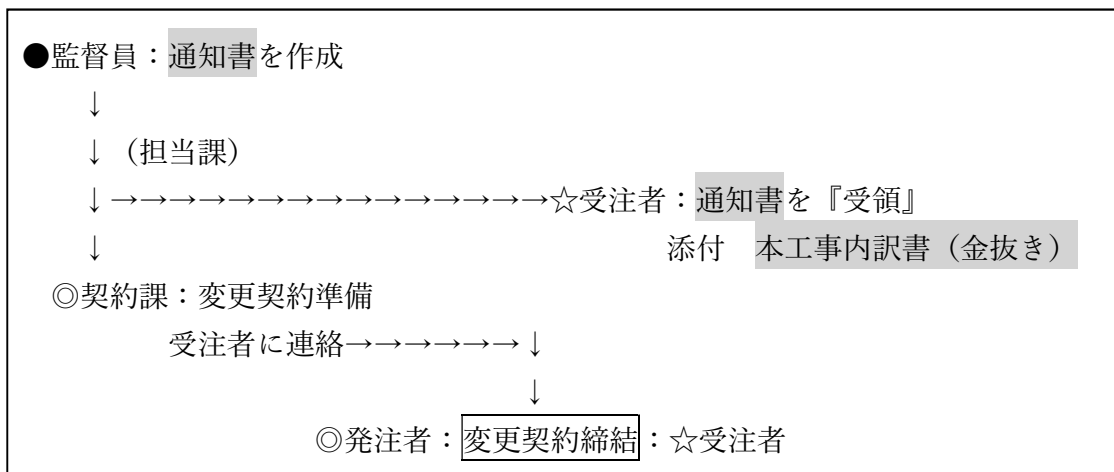 ●監督員：通知書を作成
↓
↓（担当課）
↓→→→→→→→→→→→→→→→☆受注者：通知書を『受領』
↓ 添付　本工事内訳書（金抜き）
◎契約課：変更契約準備
受注者に連絡→→→→→→↓
↓
◎発注者：変更契約締結：☆受注者